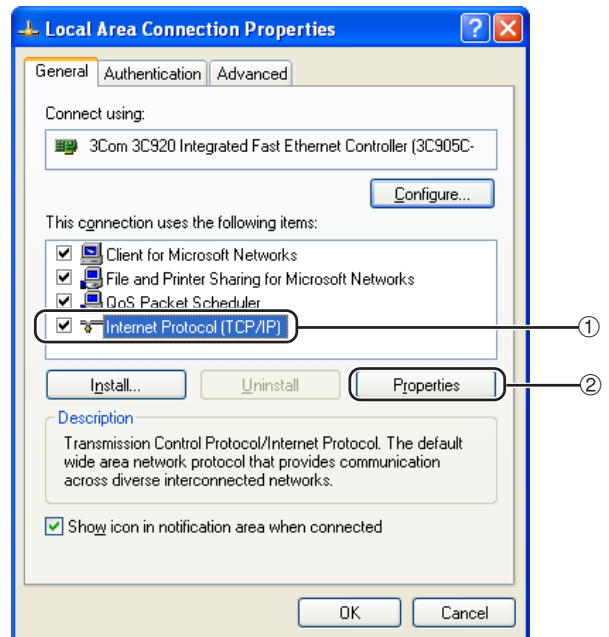 Local Area Connection Properties
General Authentication Advanced
Connect using:
3Com 3C920 Integrated Fast Ethernet Controller (3C905C-
Configure...
This connection uses the following items:
Client for Microsoft Networks
File and Printer Sharing for Microsoft Networks
QoS Packet Scheduler
Internet Protocol (TCP/IP)
①
Install... Uninstall Properties
②
Description
Transmission Control Protocol/Internet Protocol. The default
wide area network protocol that provides communication
across diverse interconnected networks.
Show icon in notification area when connected
OK Cancel